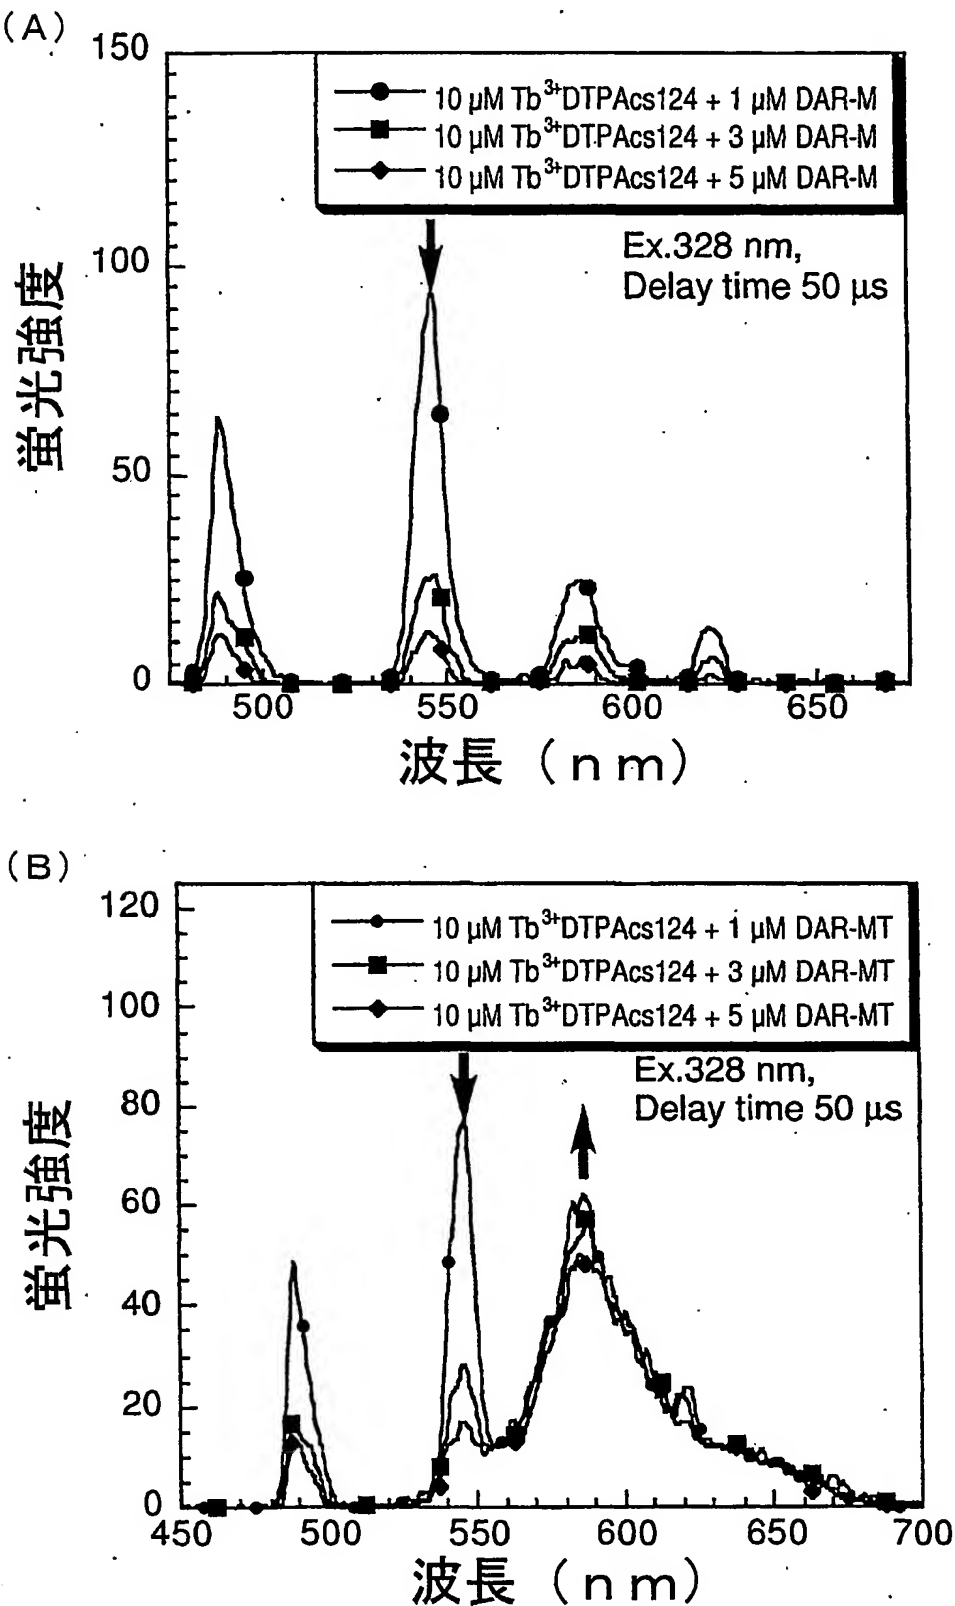 (A)
150
100
50
0
蛍光強度
10 µM Tb³⁺DTPAcs124 + 1 µM DAR-M
10 µM Tb³⁺DTPAcs124 + 3 µM DAR-M
10 µM Tb³⁺DTPAcs124 + 5 µM DAR-M
Ex.328 nm,
Delay time 50 µs
500 550 600 650
波長 (nm)
(B)
120
100
80
60
40
20
0
蛍光強度
10 µM Tb³⁺DTPAcs124 + 1 µM DAR-MT
10 µM Tb³⁺DTPAcs124 + 3 µM DAR-MT
10 µM Tb³⁺DTPAcs124 + 5 µM DAR-MT
Ex.328 nm,
Delay time 50 µs
450 500 550 600 650 700
波長 (nm)